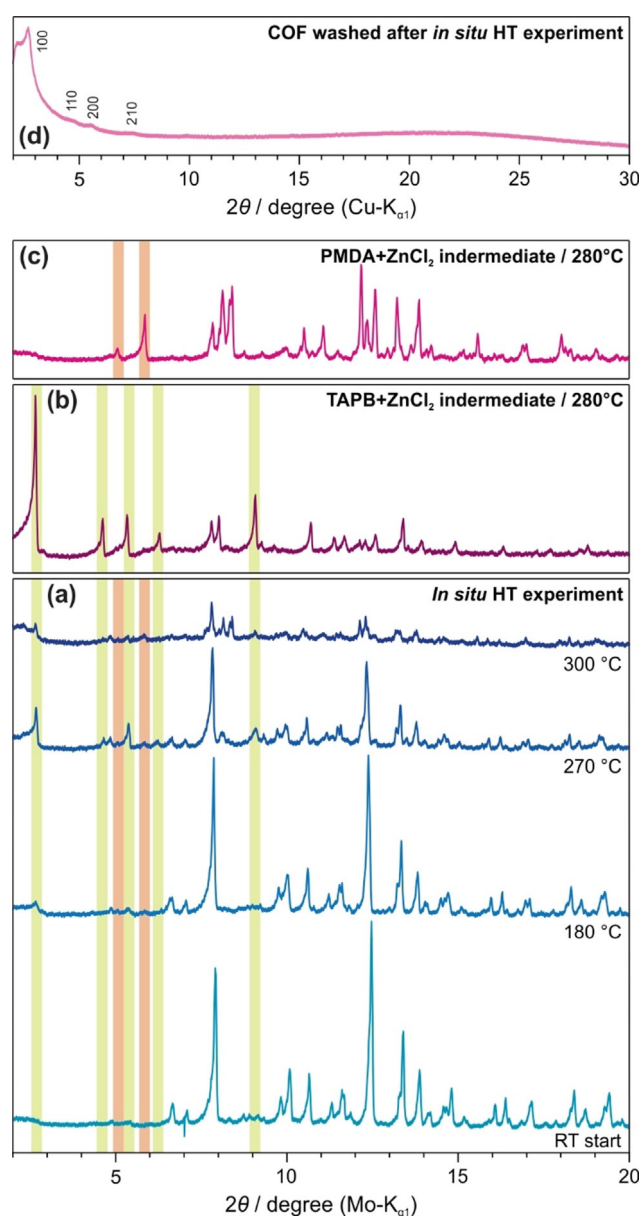 COF washed after in situ HT experiment
100
110
200
210
(d)
5 10 15 20 25 30
2θ / degree (Cu-Kα1)
(c)
PMDA+ZnCl2 indermediate / 280°C
(b)
TAPB+ZnCl2 indermediate / 280°C
(a)
In situ HT experiment
300 °C
270 °C
180 °C
RT start
5 10 15 20
2θ / degree (Mo-Kα1)